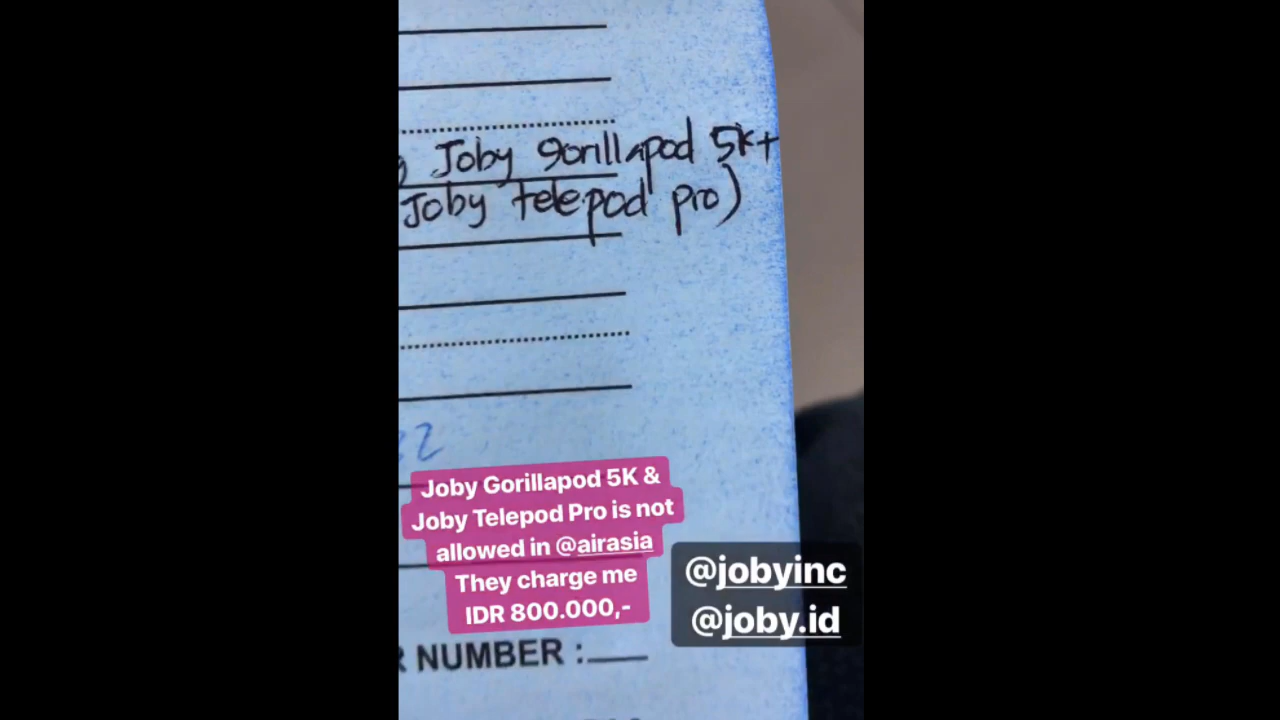 Joby Gorillapod 5k+
Joby telepod pro)
Joby Gorillapod 5K &
Joby Telepod Pro is not
allowed in @airasia
They charge me
IDR 800.000,-
@jobyinc
@joby.id
NUMBER :